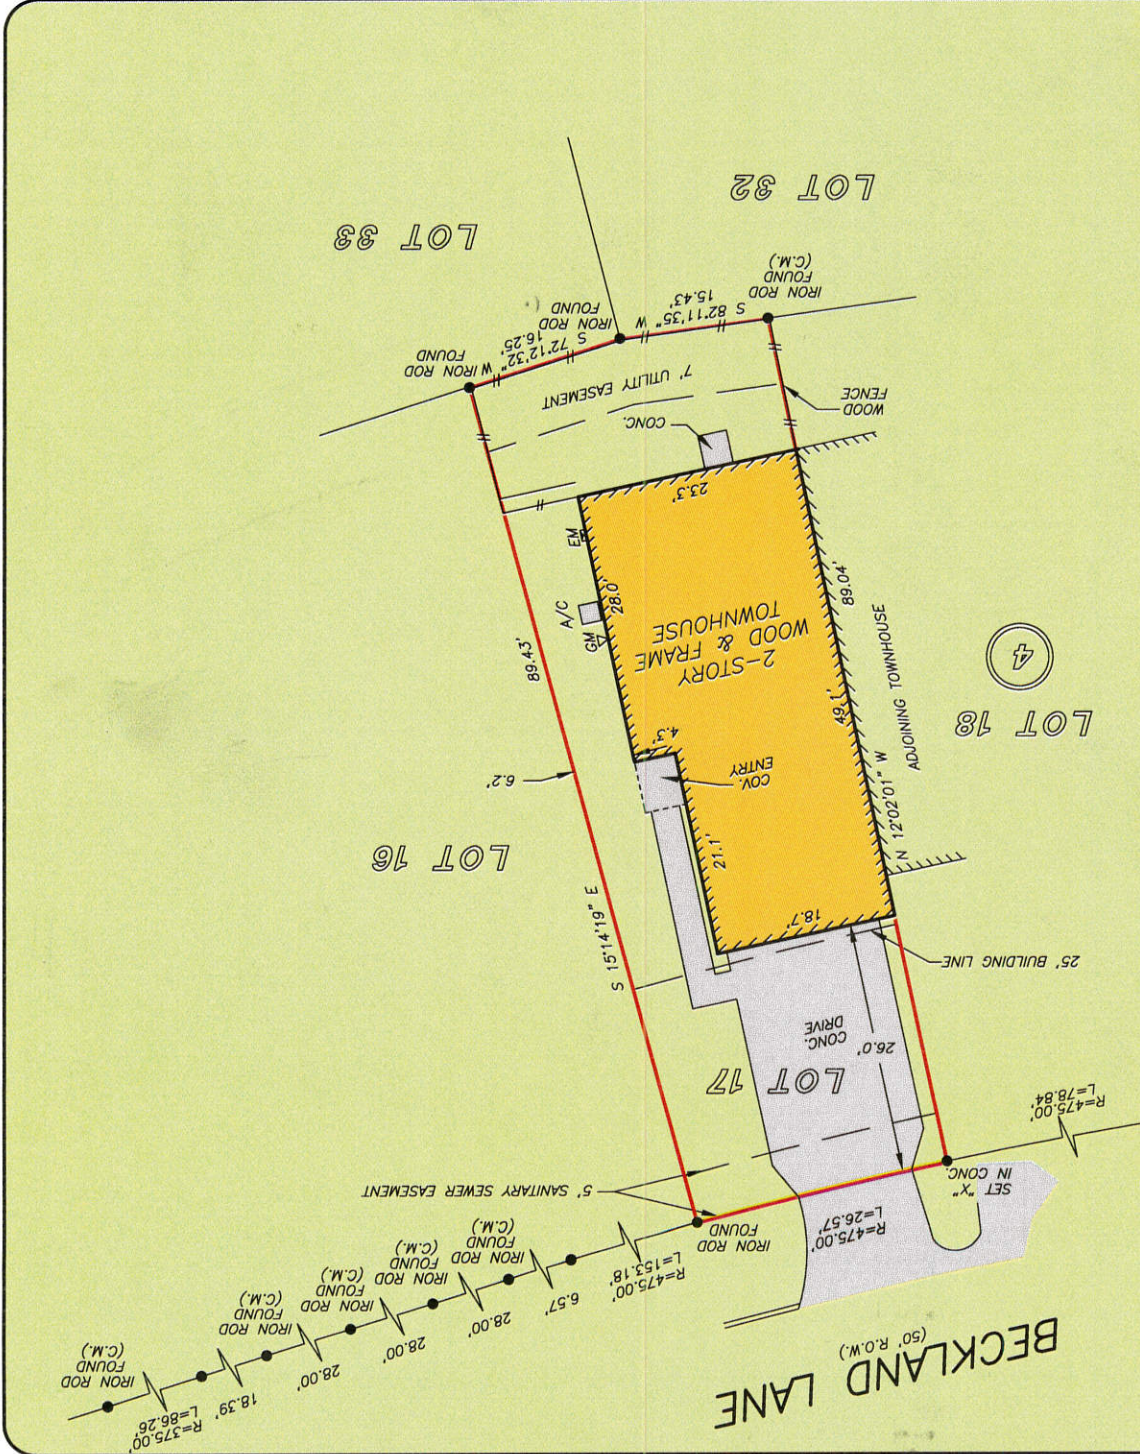 BECKLAND LANE
(50' R.O.W.)
R=475.00'
L=78.84'
SET "X"
IN CONC.
R=475.00'
L=26.57'
IRON ROD
FOUND
R=475.00'
L=153.18'
6.57'
IRON ROD
FOUND
(C.M.)
28.00'
IRON ROD
FOUND
(C.M.)
28.00'
IRON ROD
FOUND
(C.M.)
28.00'
IRON ROD
FOUND
(C.M.)
18.39'
R=375.00'
L=86.26'
IRON ROD
FOUND
(C.M.)
5' SANITARY SEWER EASEMENT
LOT 17
CONC.
DRIVE
26.0'
25' BUILDING LINE
18.7'
S 15°14'19" E
89.43'
21.1'
N 12°02'01" W
89.04'
LOT 16
6.2'
COV.
ENTRY
4.3'
49.1'
ADJOINING TOWNHOUSE
LOT 18
4
2-STORY
WOOD & FRAME
TOWNHOUSE
28.0'
GM
A/C
EM
23.3'
CONC.
WOOD
FENCE
7' UTILITY EASEMENT
IRON ROD
FOUND
S 72°12'32" W
16.25'
IRON ROD
FOUND
S 82°11'35" W
15.43'
IRON ROD
FOUND
(C.M.)
LOT 33
LOT 32